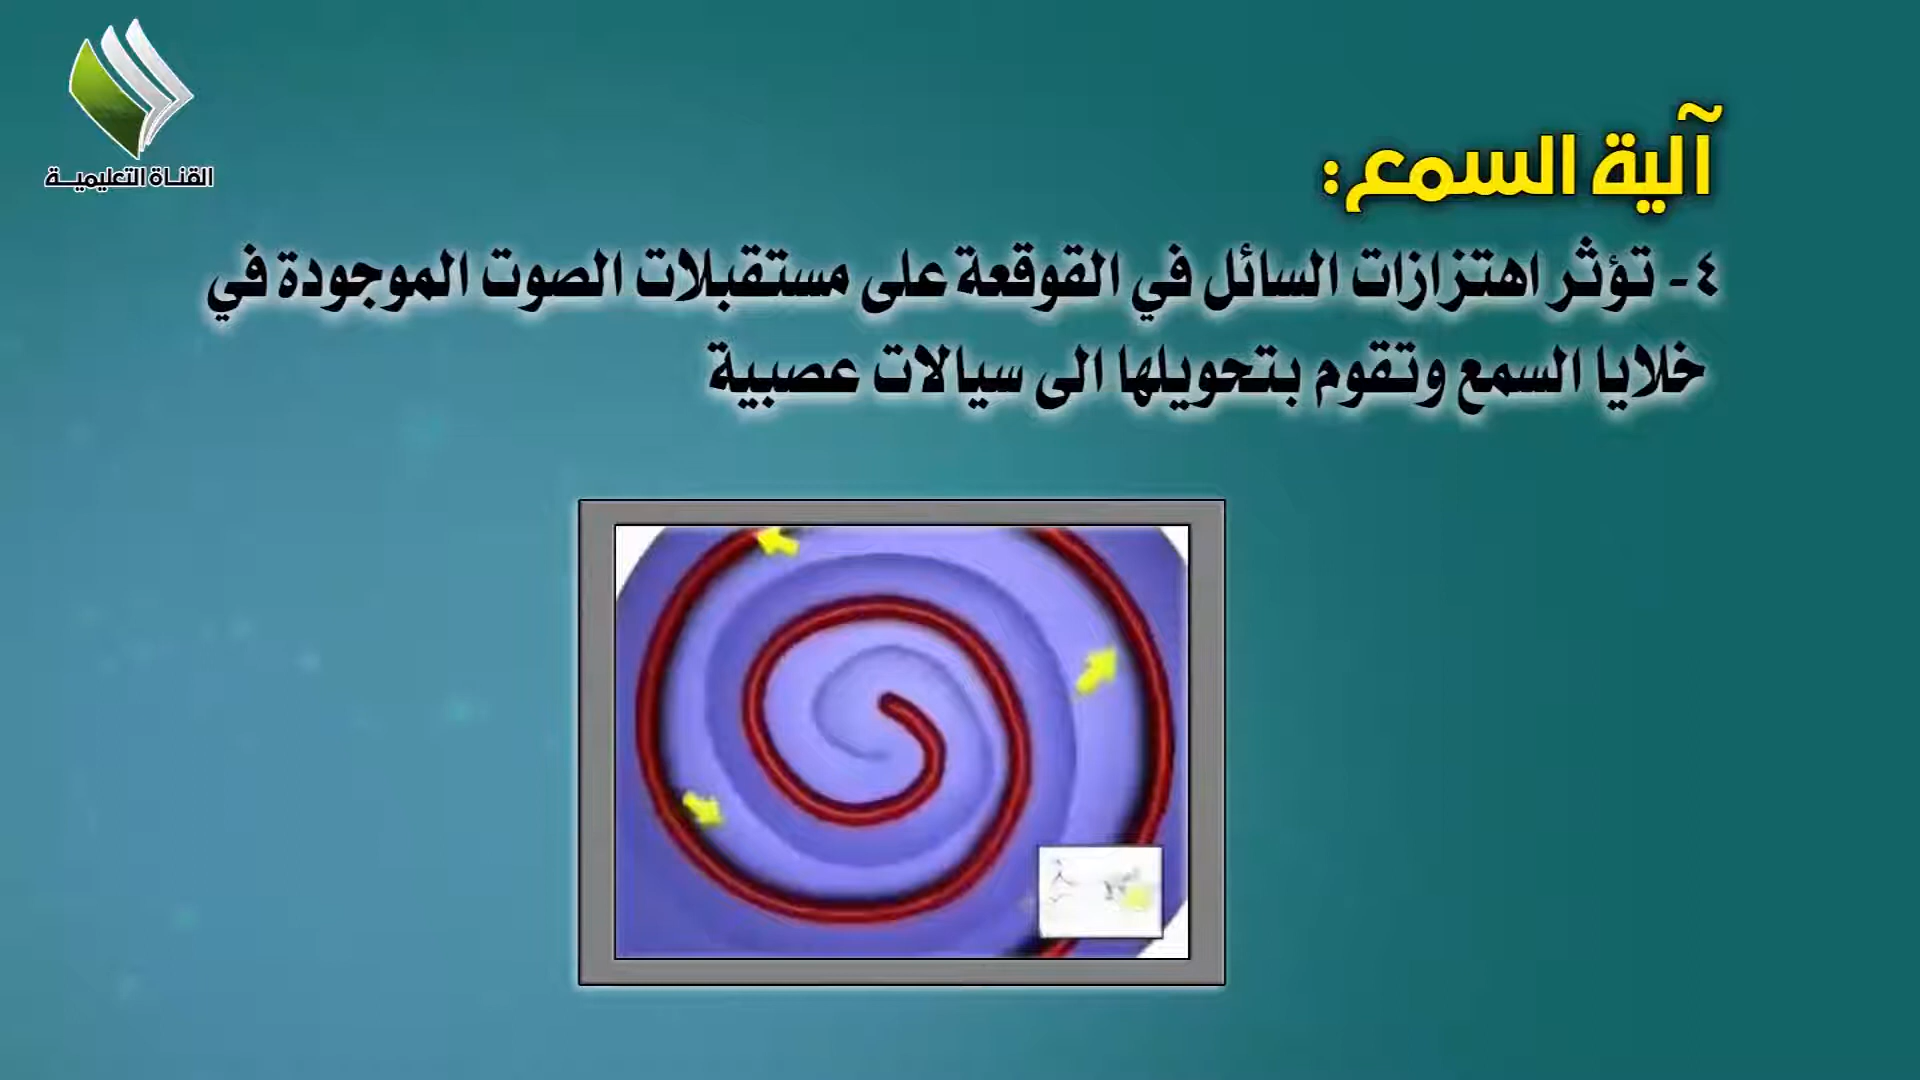 القناة التعليمية
آلية السمع:
٤- تؤثر اهتزازات السائل في القوقعة على مستقبلات الصوت الموجودة في
خلايا السمع وتقوم بتحويلها الى سيالات عصبية